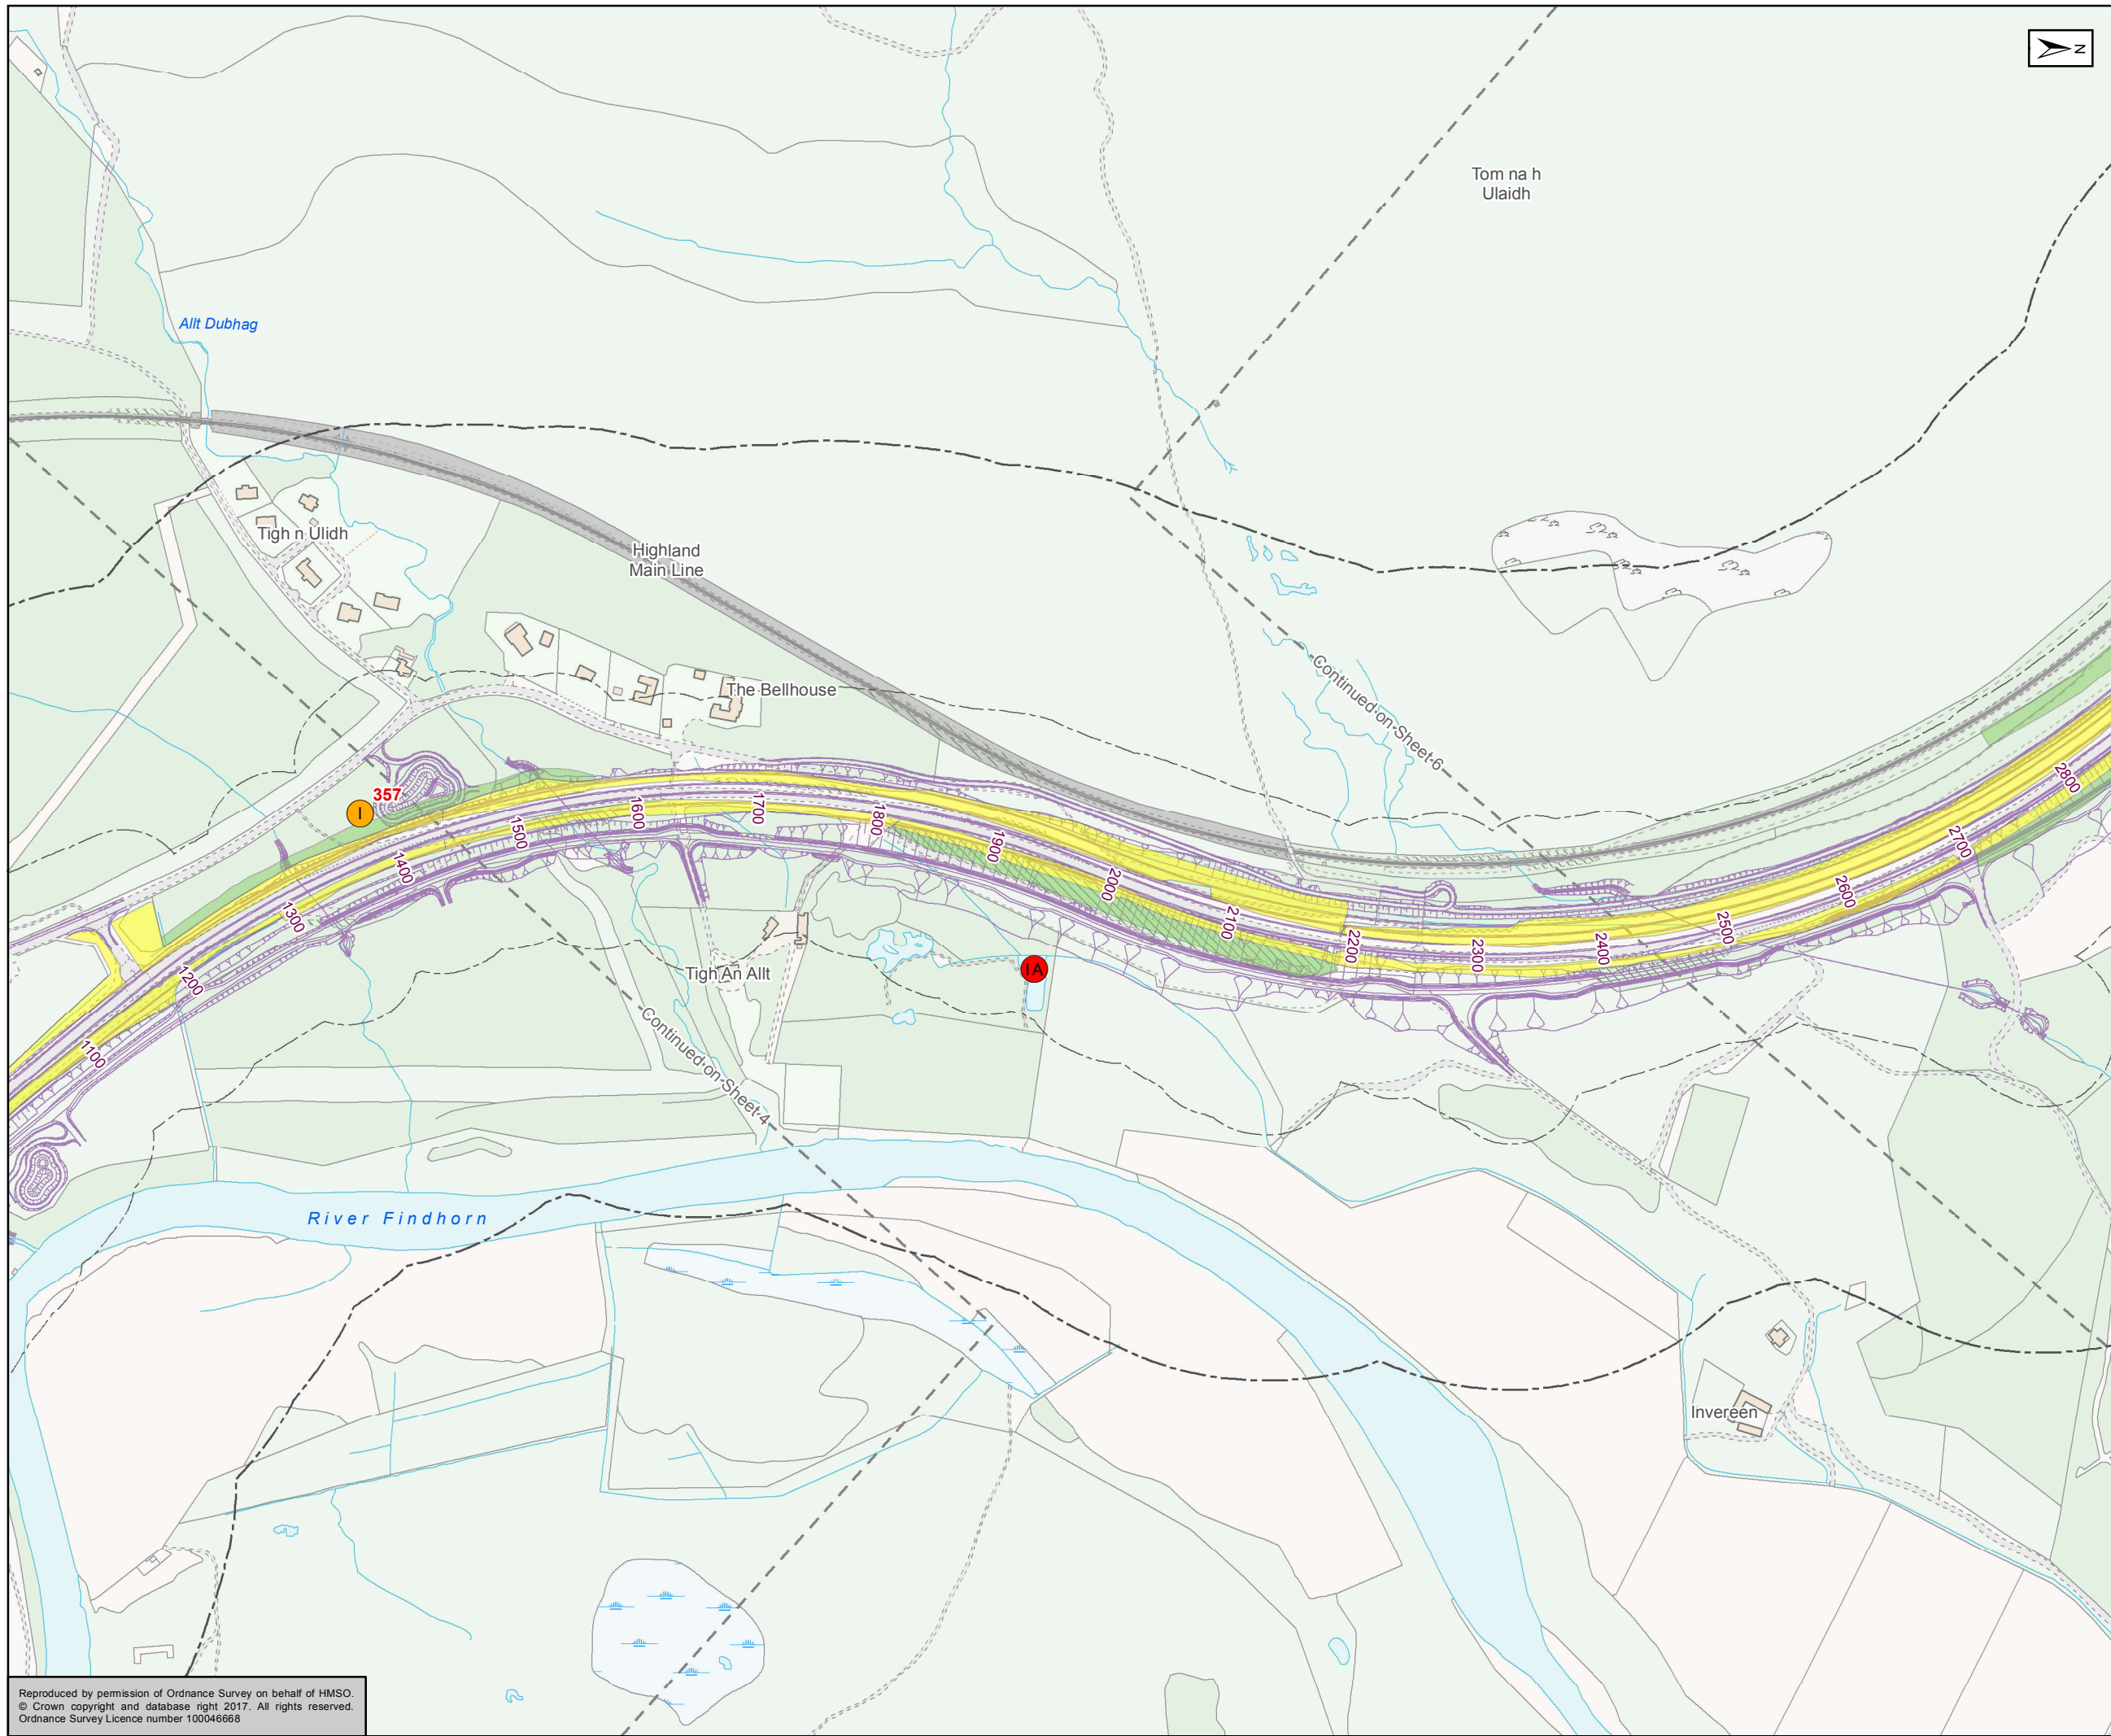 N
Tom na h
Ulaidh
Allt Dubhag
Tigh n Ulidh
Highland
Main Line
The Bellhouse
Continued on Sheet 6
357
I
1100
1200
1300
1400
1500
1600
1700
1800
1900
2000
2100
2200
2300
2400
2500
2600
2700
2800
IA
Tigh An Allt
Continued on Sheet 4
River Findhorn
Invereen
Reproduced by permission of Ordnance Survey on behalf of HMSO.
© Crown copyright and database right 2017. All rights reserved.
Ordnance Survey Licence number 100046668